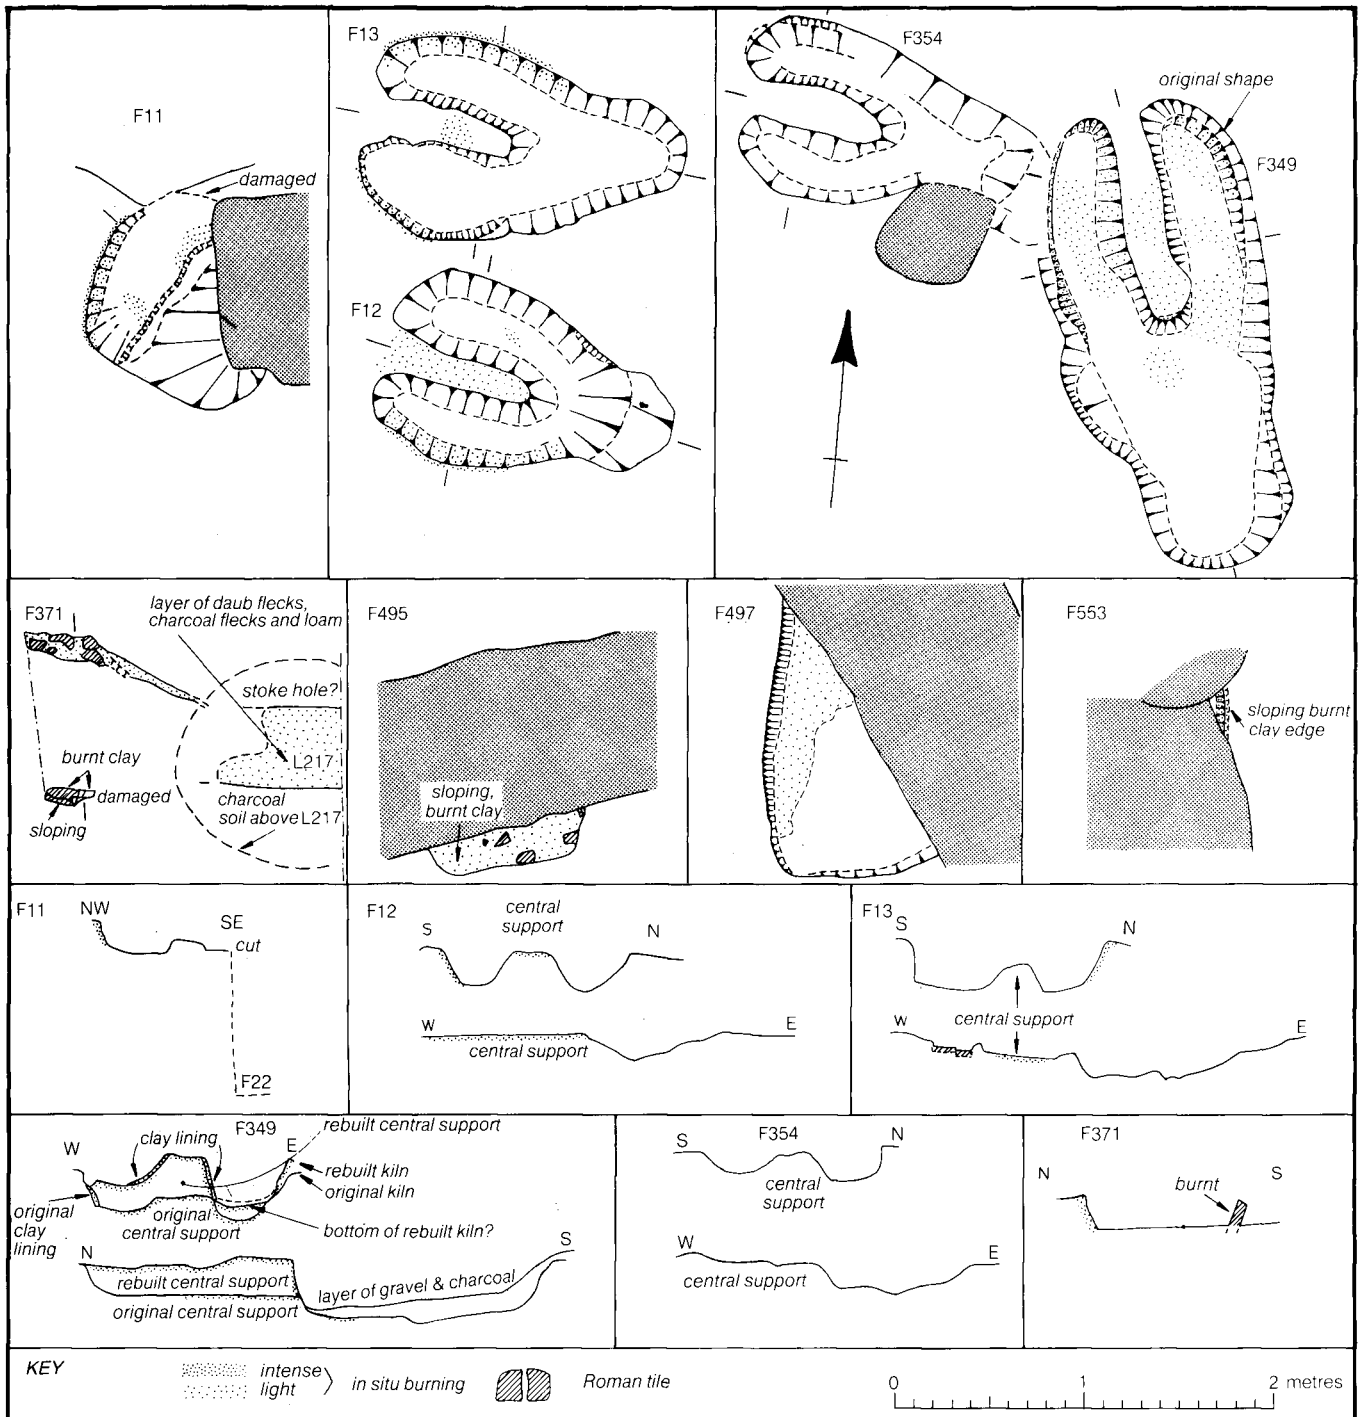 F11
damaged
F13
F12
F354
original shape
F349
F371
layer of daub flecks,
charcoal flecks and loam
stoke hole?
L217
burnt clay
damaged
sloping
charcoal
soil above L217
F495
sloping,
burnt clay
F497
F553
sloping burnt
clay edge
F11
NW
SE
cut
F22
F12
central
support
S
N
W
E
central support
F13
S
N
central support
W
E
F349
clay lining
rebuilt central support
W
E
rebuilt kiln
original kiln
original
clay
lining
original
central support
bottom of rebuilt kiln?
N
S
rebuilt central support
layer of gravel & charcoal
original central support
F354
S
N
central
support
W
E
central support
F371
N
S
burnt
KEY
intense
light
in situ burning
Roman tile
0 1 2 metres